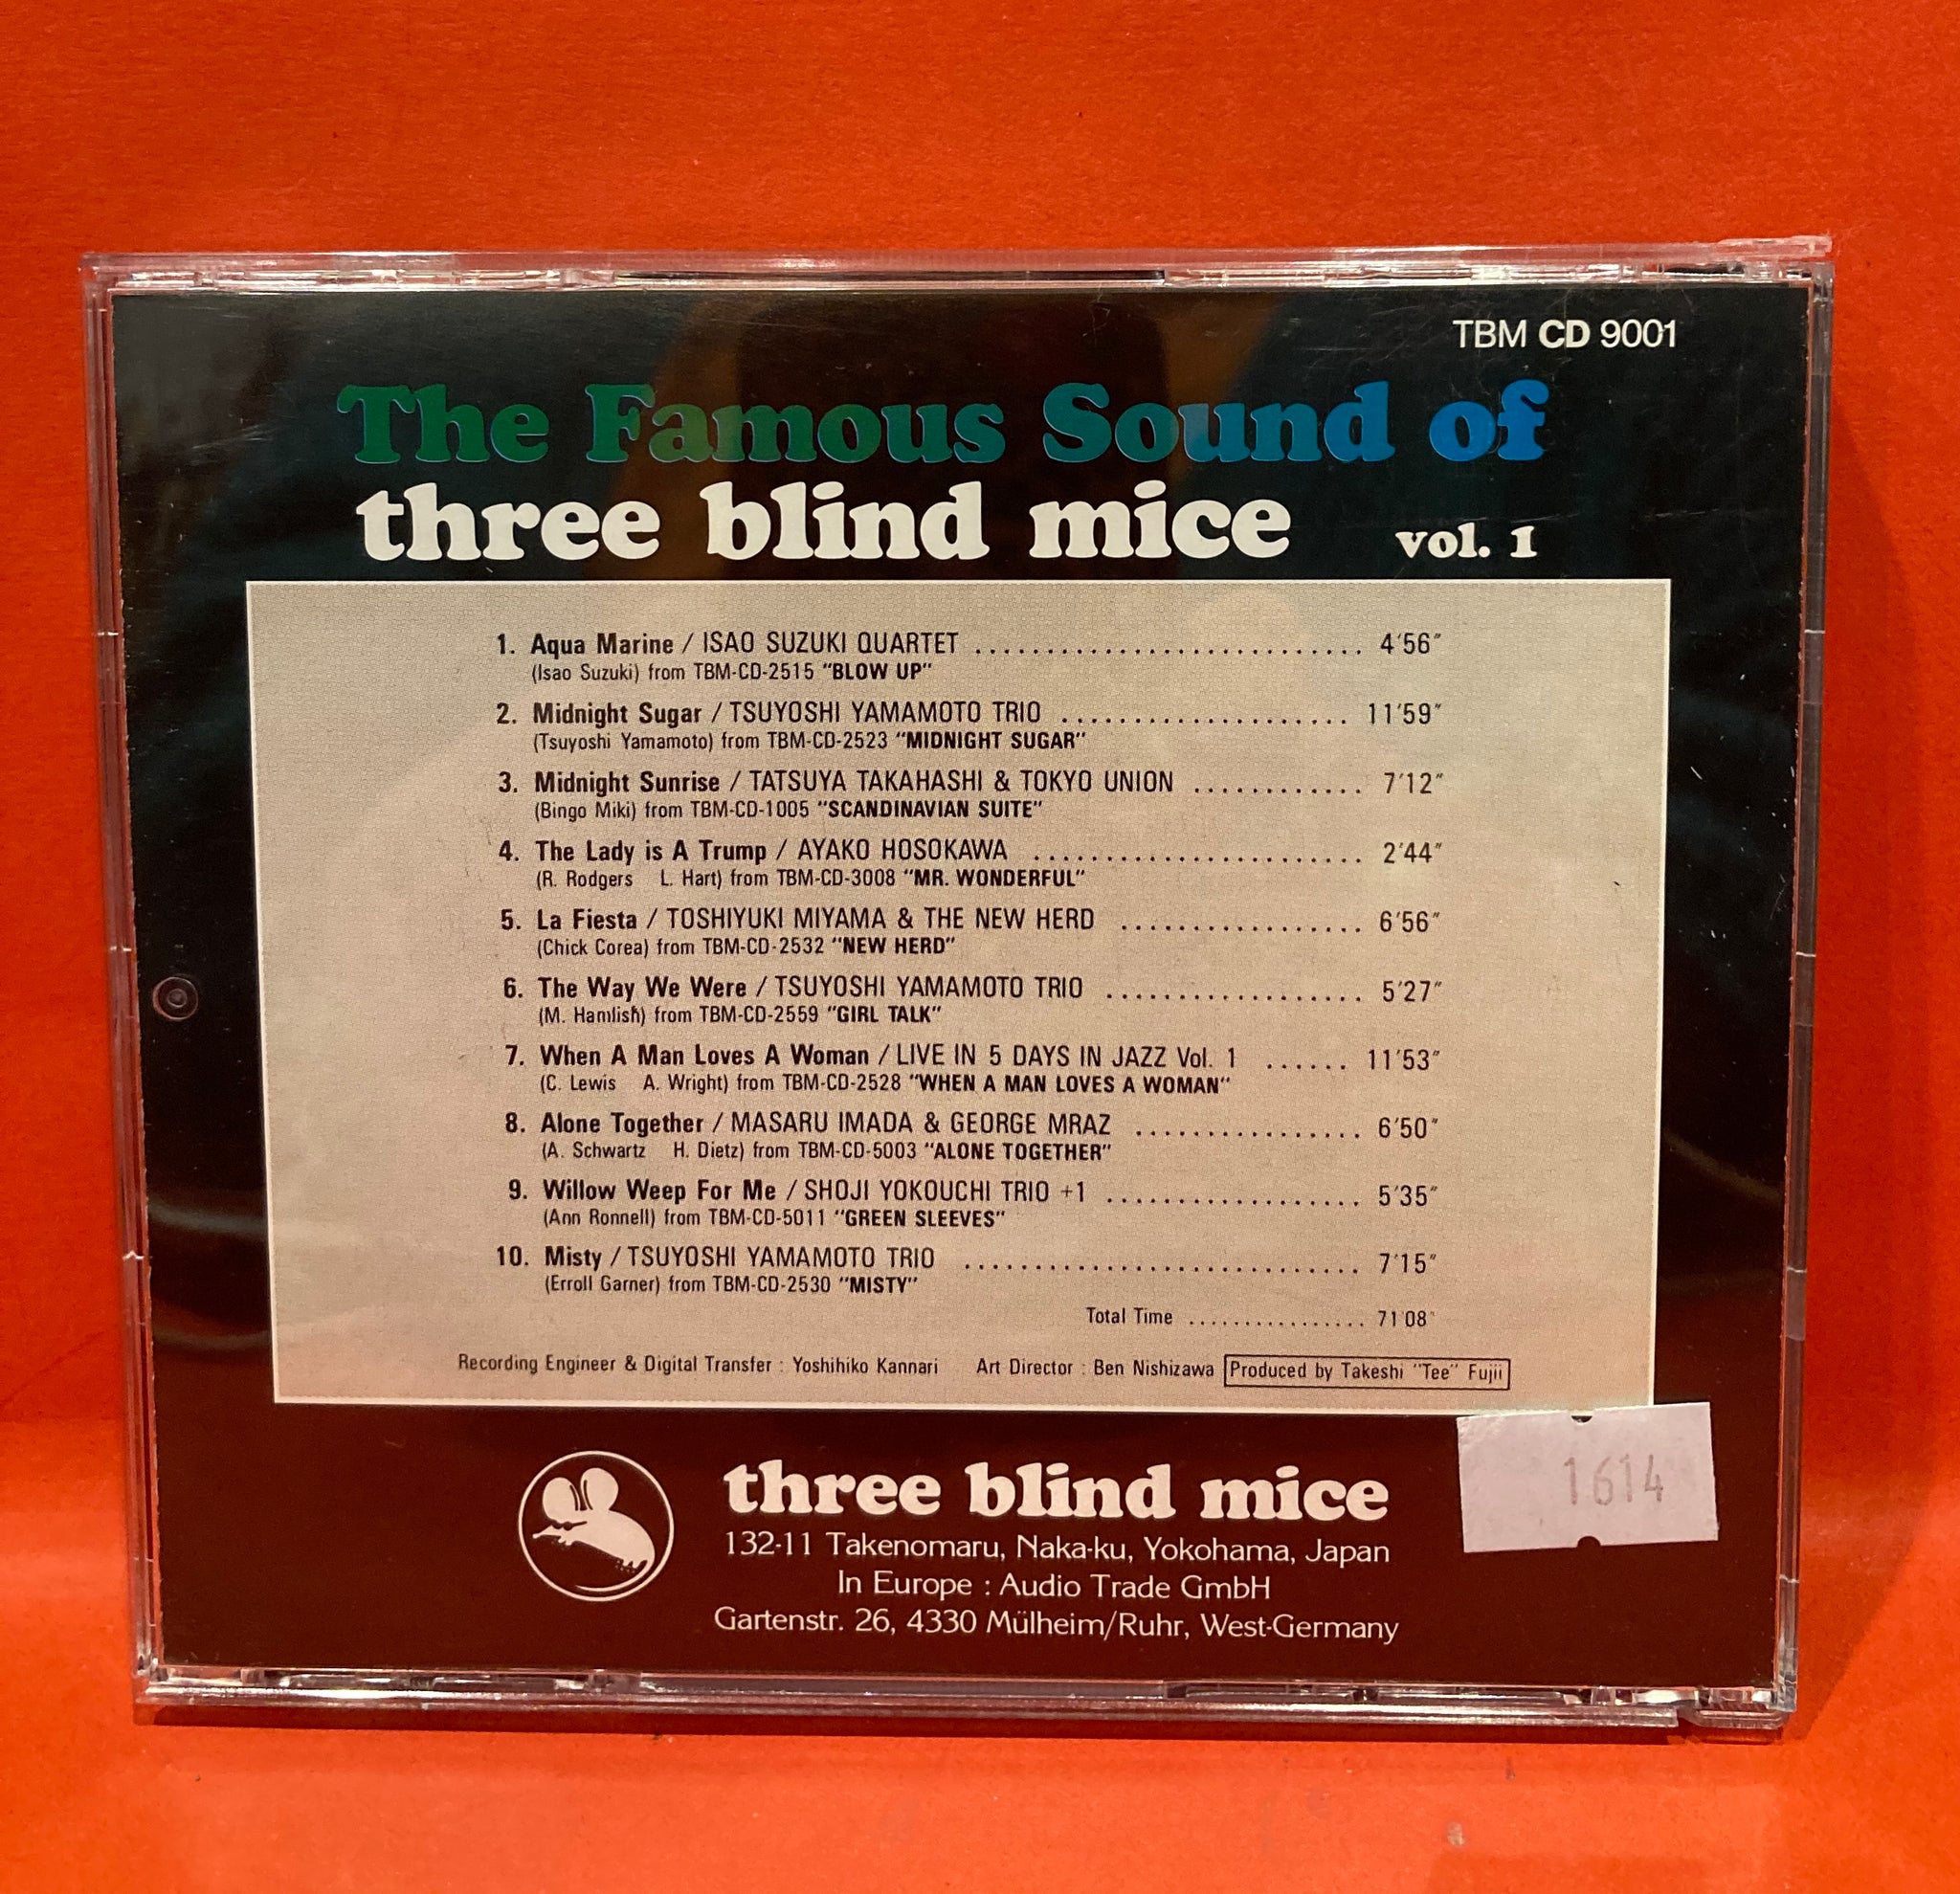 TBM CD 9001
The Famous Sound of
three blind mice vol. 1
1. Aqua Marine / ISAO SUZUKI QUARTET ........................... 4'56"
(Isao Suzuki) from TBM-CD-2515 "BLOW UP"
2. Midnight Sugar / TSUYOSHI YAMAMOTO TRIO .................... 11'59"
(Tsuyoshi Yamamoto) from TBM-CD-2523 "MIDNIGHT SUGAR"
3. Midnight Sunrise / TATSUYA TAKAHASHI & TOKYO UNION ............ 7'12"
(Bingo Miki) from TBM-CD-1005 "SCANDINAVIAN SUITE"
4. The Lady is A Trump / AYAKO HOSOKAWA ....................... 2'44"
(R. Rodgers L. Hart) from TBM-CD-3008 "MR. WONDERFUL"
5. La Fiesta / TOSHIYUKI MIYAMA & THE NEW HERD ................. 6'56"
(Chick Corea) from TBM-CD-2532 "NEW HERD"
6. The Way We Were / TSUYOSHI YAMAMOTO TRIO .................. 5'27"
(M. Hamlish) from TBM-CD-2559 "GIRL TALK"
7. When A Man Loves A Woman / LIVE IN 5 DAYS IN JAZZ Vol. 1 ...... 11'53"
(C. Lewis A. Wright) from TBM-CD-2528 "WHEN A MAN LOVES A WOMAN"
8. Alone Together / MASARU IMADA & GEORGE MRAZ ................ 6'50"
(A. Schwartz H. Dietz) from TBM-CD-5003 "ALONE TOGETHER"
9. Willow Weep For Me / SHOJI YOKOUCHI TRIO +1 .................. 5'35"
(Ann Ronnell) from TBM-CD-5011 "GREEN SLEEVES"
10. Misty / TSUYOSHI YAMAMOTO TRIO ............................ 7'15"
(Erroll Garner) from TBM-CD-2530 "MISTY"
Total Time ................ 71'08"
Recording Engineer & Digital Transfer : Yoshihiko Kannari Art Director : Ben Nishizawa Produced by Takeshi "Tee" Fujii
three blind mice
132-11 Takenomaru, Naka-ku, Yokohama, Japan
In Europe : Audio Trade GmbH
Gartenstr. 26, 4330 Mülheim/Ruhr, West-Germany
1614